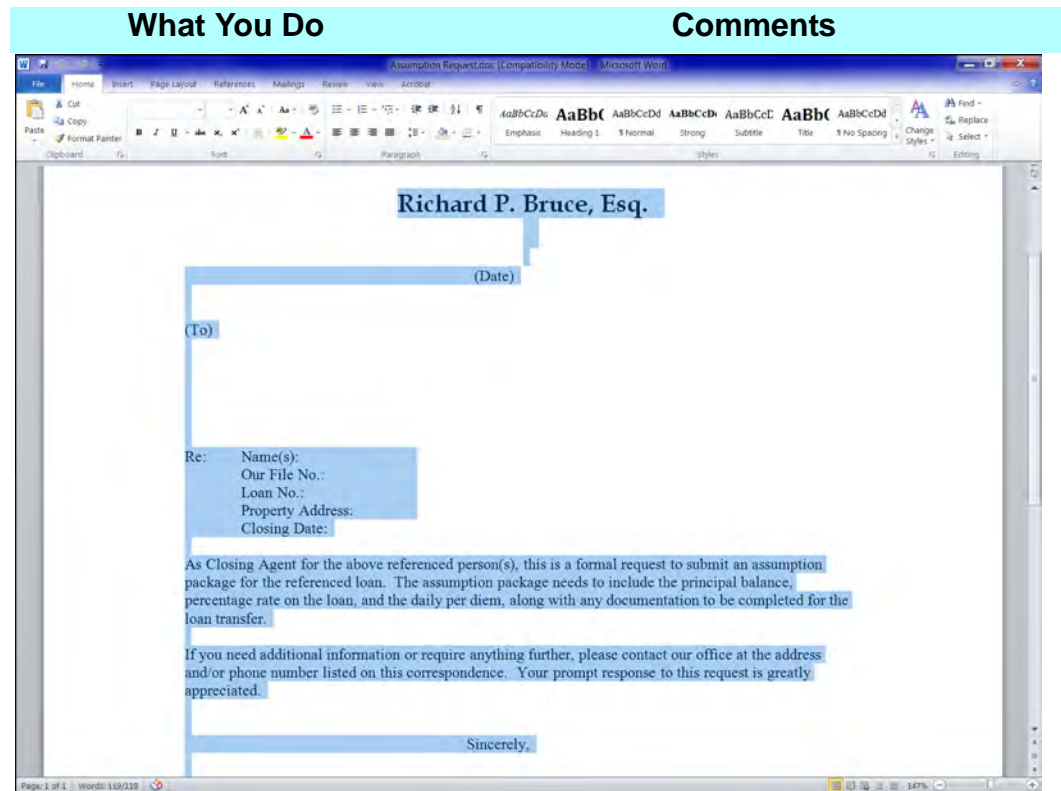 What You Do Comments
Assumption Request.doc [Compatibility Mode] - Microsoft Word
File Home Insert Page Layout References Mailings Review View Acrobat
Paste
Cut
Copy
Format Painter
Clipboard
Font
Paragraph
AaBbCcDc AaBb( AaBbCcDd AaBbCcDc AaBbCcC AaBb( AaBbCcDd
Emphasis Heading 1 ¶ Normal Strong Subtitle Title ¶ No Spacing
Change Styles
Styles
Find
Replace
Select
Editing
Richard P. Bruce, Esq.
(Date)
(To)
Re: Name(s):
Our File No.:
Loan No.:
Property Address:
Closing Date:
As Closing Agent for the above referenced person(s), this is a formal request to submit an assumption
package for the referenced loan. The assumption package needs to include the principal balance,
percentage rate on the loan, and the daily per diem, along with any documentation to be completed for the
loan transfer.
If you need additional information or require anything further, please contact our office at the address
and/or phone number listed on this correspondence. Your prompt response to this request is greatly
appreciated.
Sincerely,
Page: 1 of 1 Words: 119/119 147%